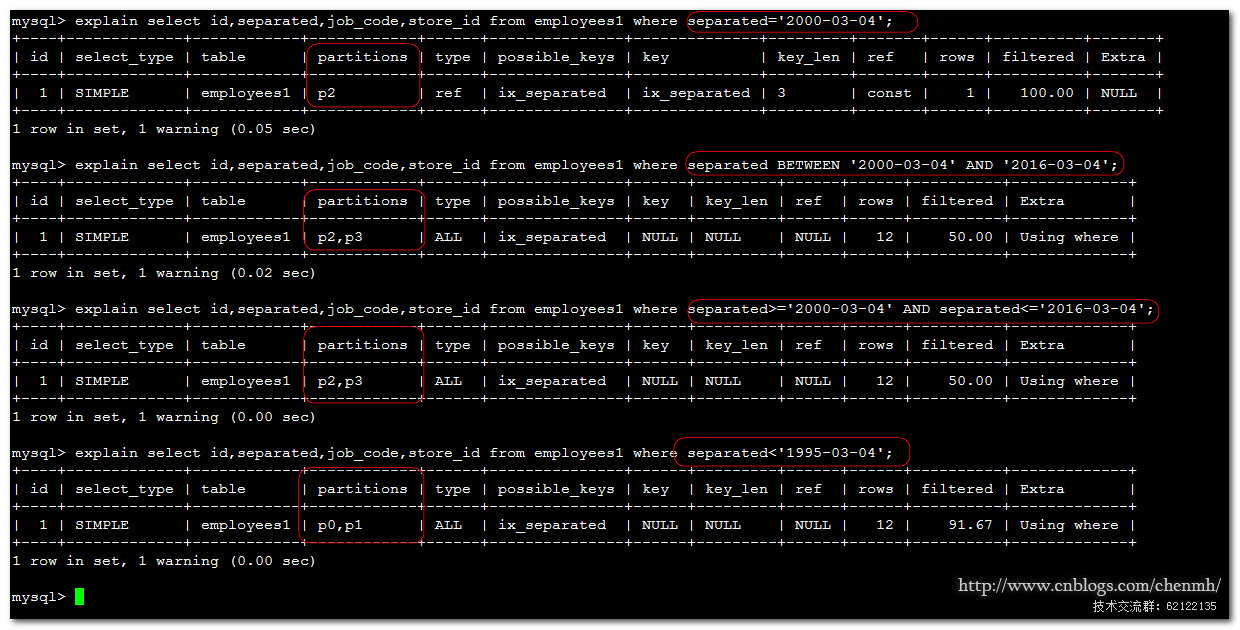 mysql> explain select id,separated,job_code,store_id from employees1 where separated='2000-03-04';
+----+-------------+------------+------------+------+---------------+--------------+---------+-------+------+----------+-------+
| id | select_type | table | partitions | type | possible_keys | key | key_len | ref | rows | filtered | Extra |
+----+-------------+------------+------------+------+---------------+--------------+---------+-------+------+----------+-------+
| 1 | SIMPLE | employees1 | p2 | ref | ix_separated | ix_separated | 3 | const | 1 | 100.00 | NULL |
+----+-------------+------------+------------+------+---------------+--------------+---------+-------+------+----------+-------+
1 row in set, 1 warning (0.05 sec)
mysql> explain select id,separated,job_code,store_id from employees1 where separated BETWEEN '2000-03-04' AND '2016-03-04';
+----+-------------+------------+------------+------+---------------+------+---------+------+------+----------+-------------+
| id | select_type | table | partitions | type | possible_keys | key | key_len | ref | rows | filtered | Extra |
+----+-------------+------------+------------+------+---------------+------+---------+------+------+----------+-------------+
| 1 | SIMPLE | employees1 | p2,p3 | ALL | ix_separated | NULL | NULL | NULL | 12 | 50.00 | Using where |
+----+-------------+------------+------------+------+---------------+------+---------+------+------+----------+-------------+
1 row in set, 1 warning (0.02 sec)
mysql> explain select id,separated,job_code,store_id from employees1 where separated>='2000-03-04' AND separated<='2016-03-04';
+----+-------------+------------+------------+------+---------------+------+---------+------+------+----------+-------------+
| id | select_type | table | partitions | type | possible_keys | key | key_len | ref | rows | filtered | Extra |
+----+-------------+------------+------------+------+---------------+------+---------+------+------+----------+-------------+
| 1 | SIMPLE | employees1 | p2,p3 | ALL | ix_separated | NULL | NULL | NULL | 12 | 50.00 | Using where |
+----+-------------+------------+------------+------+---------------+------+---------+------+------+----------+-------------+
1 row in set, 1 warning (0.00 sec)
mysql> explain select id,separated,job_code,store_id from employees1 where separated<'1995-03-04';
+----+-------------+------------+------------+------+---------------+------+---------+------+------+----------+-------------+
| id | select_type | table | partitions | type | possible_keys | key | key_len | ref | rows | filtered | Extra |
+----+-------------+------------+------------+------+---------------+------+---------+------+------+----------+-------------+
| 1 | SIMPLE | employees1 | p0,p1 | ALL | ix_separated | NULL | NULL | NULL | 12 | 91.67 | Using where |
+----+-------------+------------+------------+------+---------------+------+---------+------+------+----------+-------------+
1 row in set, 1 warning (0.00 sec)
mysql>
http://www.cnblogs.com/chenmh/
技术交流群：62122135